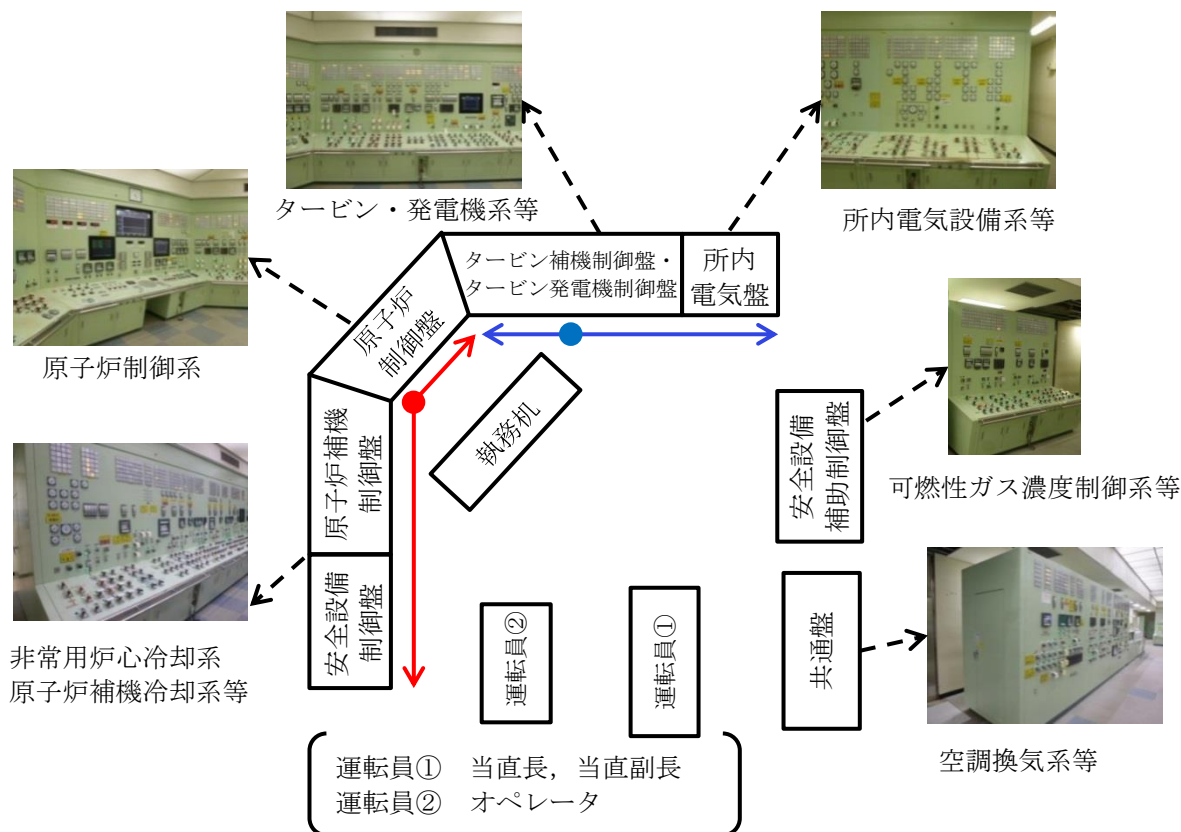 タービン・発電機系等
所内電気設備系等
タービン補機制御盤・
タービン発電機制御盤
所内
電気盤
原子炉
制御盤
原子炉制御系
執務机
原子炉補機
制御盤
安全設備
補助制御盤
可燃性ガス濃度制御系等
安全設備
制御盤
非常用炉心冷却系
原子炉補機冷却系等
運転員②
運転員①
共通盤
空調換気系等
運転員① 当直長，当直副長
運転員② オペレータ